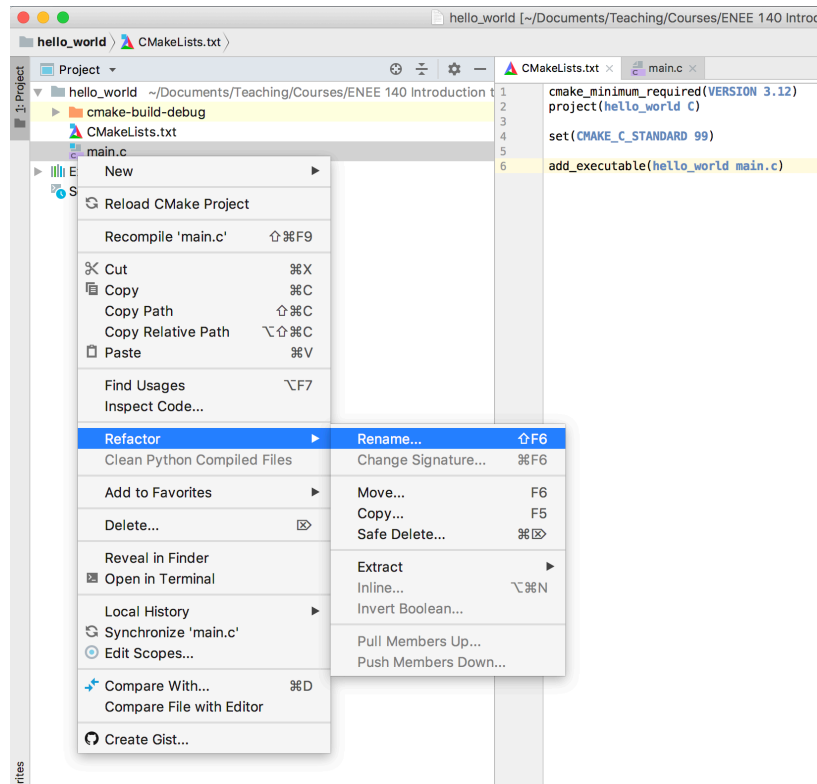 hello_world [~/Documents/Teaching/Courses/ENEE 140 Introduc
hello_world CMakeLists.txt
1: Project
Project
CMakeLists.txt
main.c
hello_world ~/Documents/Teaching/Courses/ENEE 140 Introduction t
cmake-build-debug
CMakeLists.txt
main.c
E
S
1 cmake_minimum_required(VERSION 3.12)
2 project(hello_world C)
3
4 set(CMAKE_C_STANDARD 99)
5
6 add_executable(hello_world main.c)
New
Reload CMake Project
Recompile 'main.c' ⇧⌘F9
Cut ⌘X
Copy ⌘C
Copy Path ⇧⌘C
Copy Relative Path ⌥⇧⌘C
Paste ⌘V
Find Usages ⌥F7
Inspect Code...
Refactor
Clean Python Compiled Files
Add to Favorites
Delete... ⌦
Reveal in Finder
Open in Terminal
Local History
Synchronize 'main.c'
Edit Scopes...
Compare With... ⌘D
Compare File with Editor
Create Gist...
Rename... ⇧F6
Change Signature... ⌘F6
Move... F6
Copy... F5
Safe Delete... ⌘⌦
Extract
Inline... ⌥⌘N
Invert Boolean...
Pull Members Up...
Push Members Down...
rites